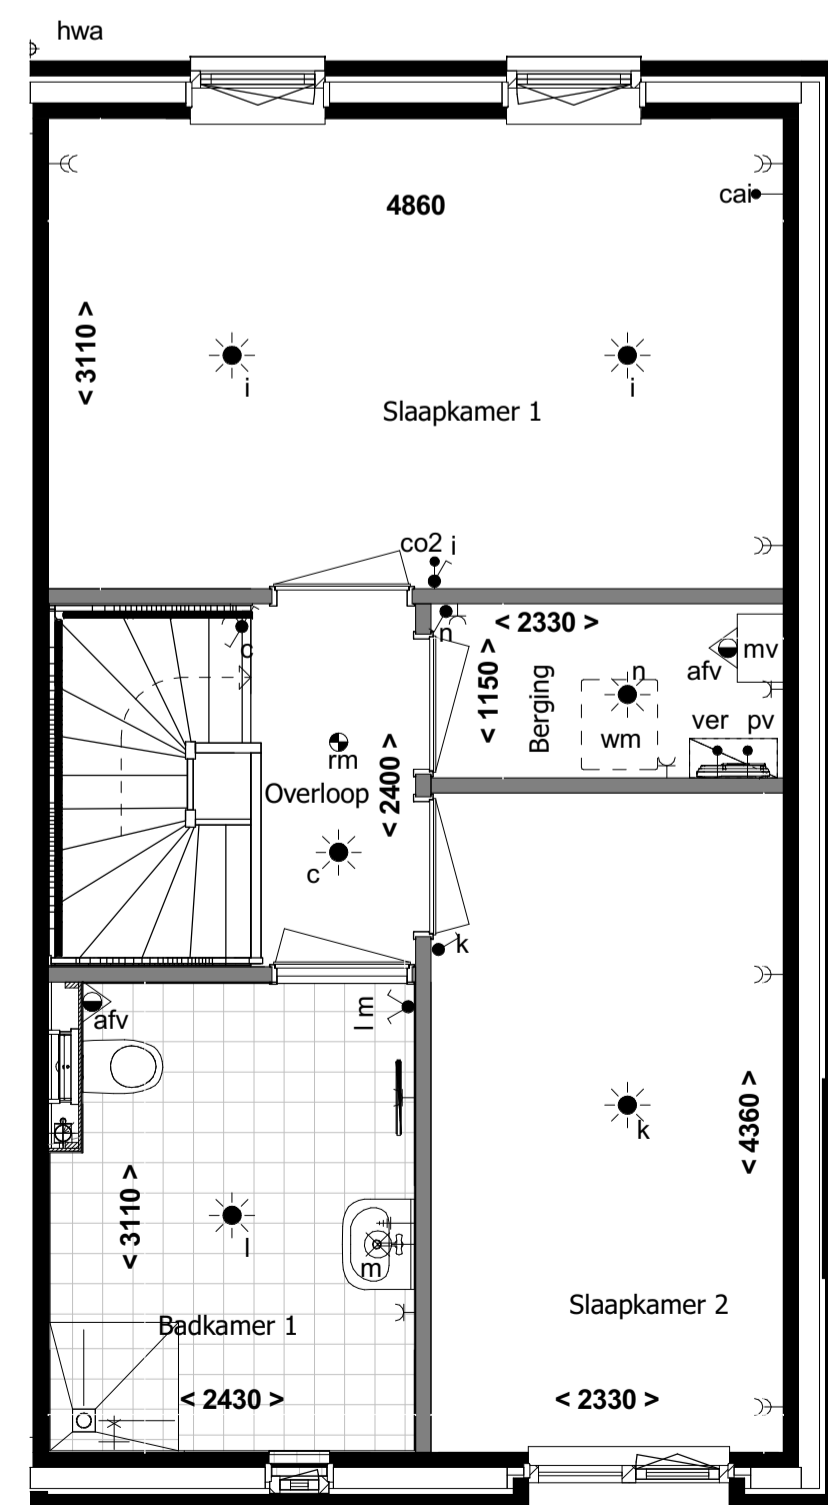 hwa
4860
cai
< 3110 >
i
i
Slaapkamer 1
co2 i
c
n
< 2330 >
< 1150 >
Berging
n
afv
mv
wm
ver pv
rm
Overloop
< 2400 >
c
k
afv
l m
k
< 4360 >
< 3110 >
l
m
Slaapkamer 2
Badkamer 1
< 2430 >
< 2330 >